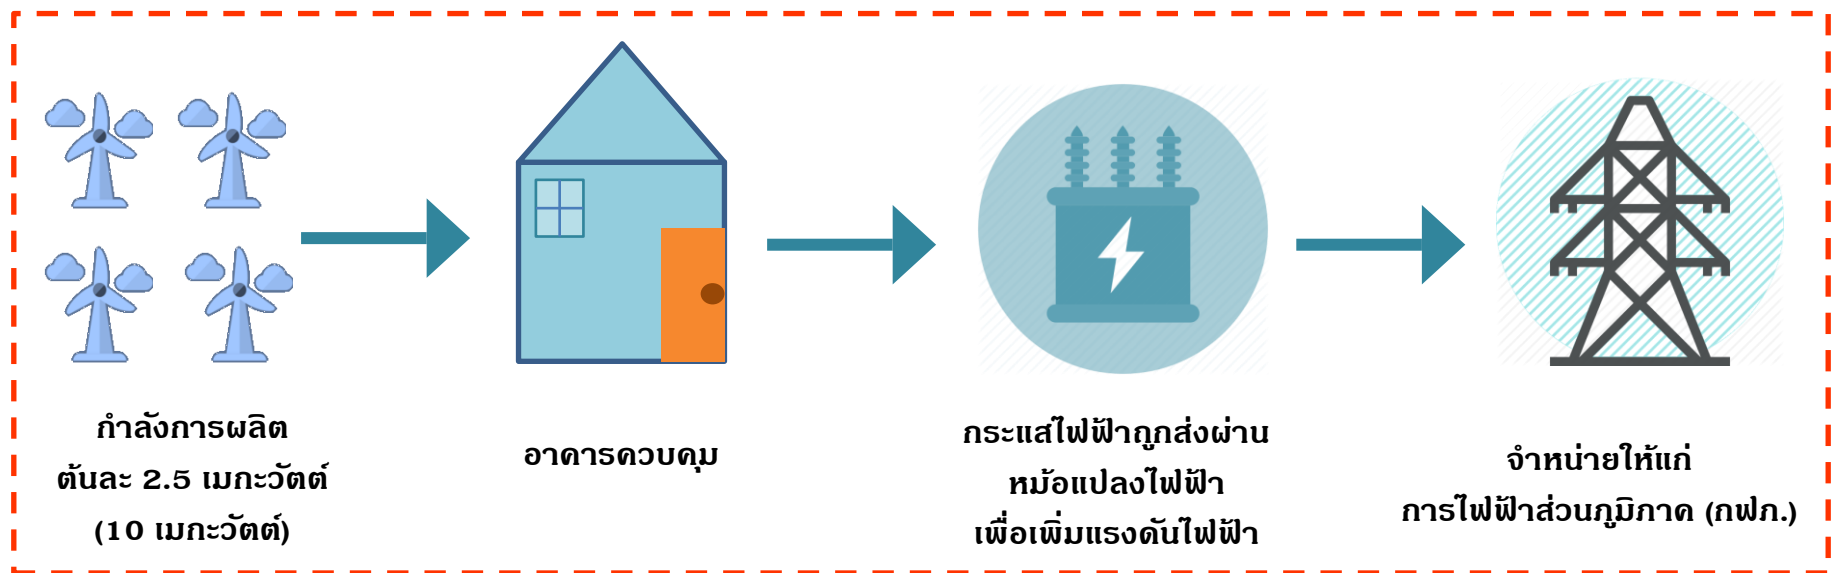 กำลังการผลิต
ต้นละ 2.5 เมกะวัตต์
(10 เมกะวัตต์)
อาคารควบคุม
กระแสไฟฟ้าถูกส่งผ่าน
หม้อแปลงไฟฟ้า
เพื่อเพิ่มแรงดันไฟฟ้า
จำหน่ายให้แก่
การไฟฟ้าส่วนภูมิภาค (กฟภ.)